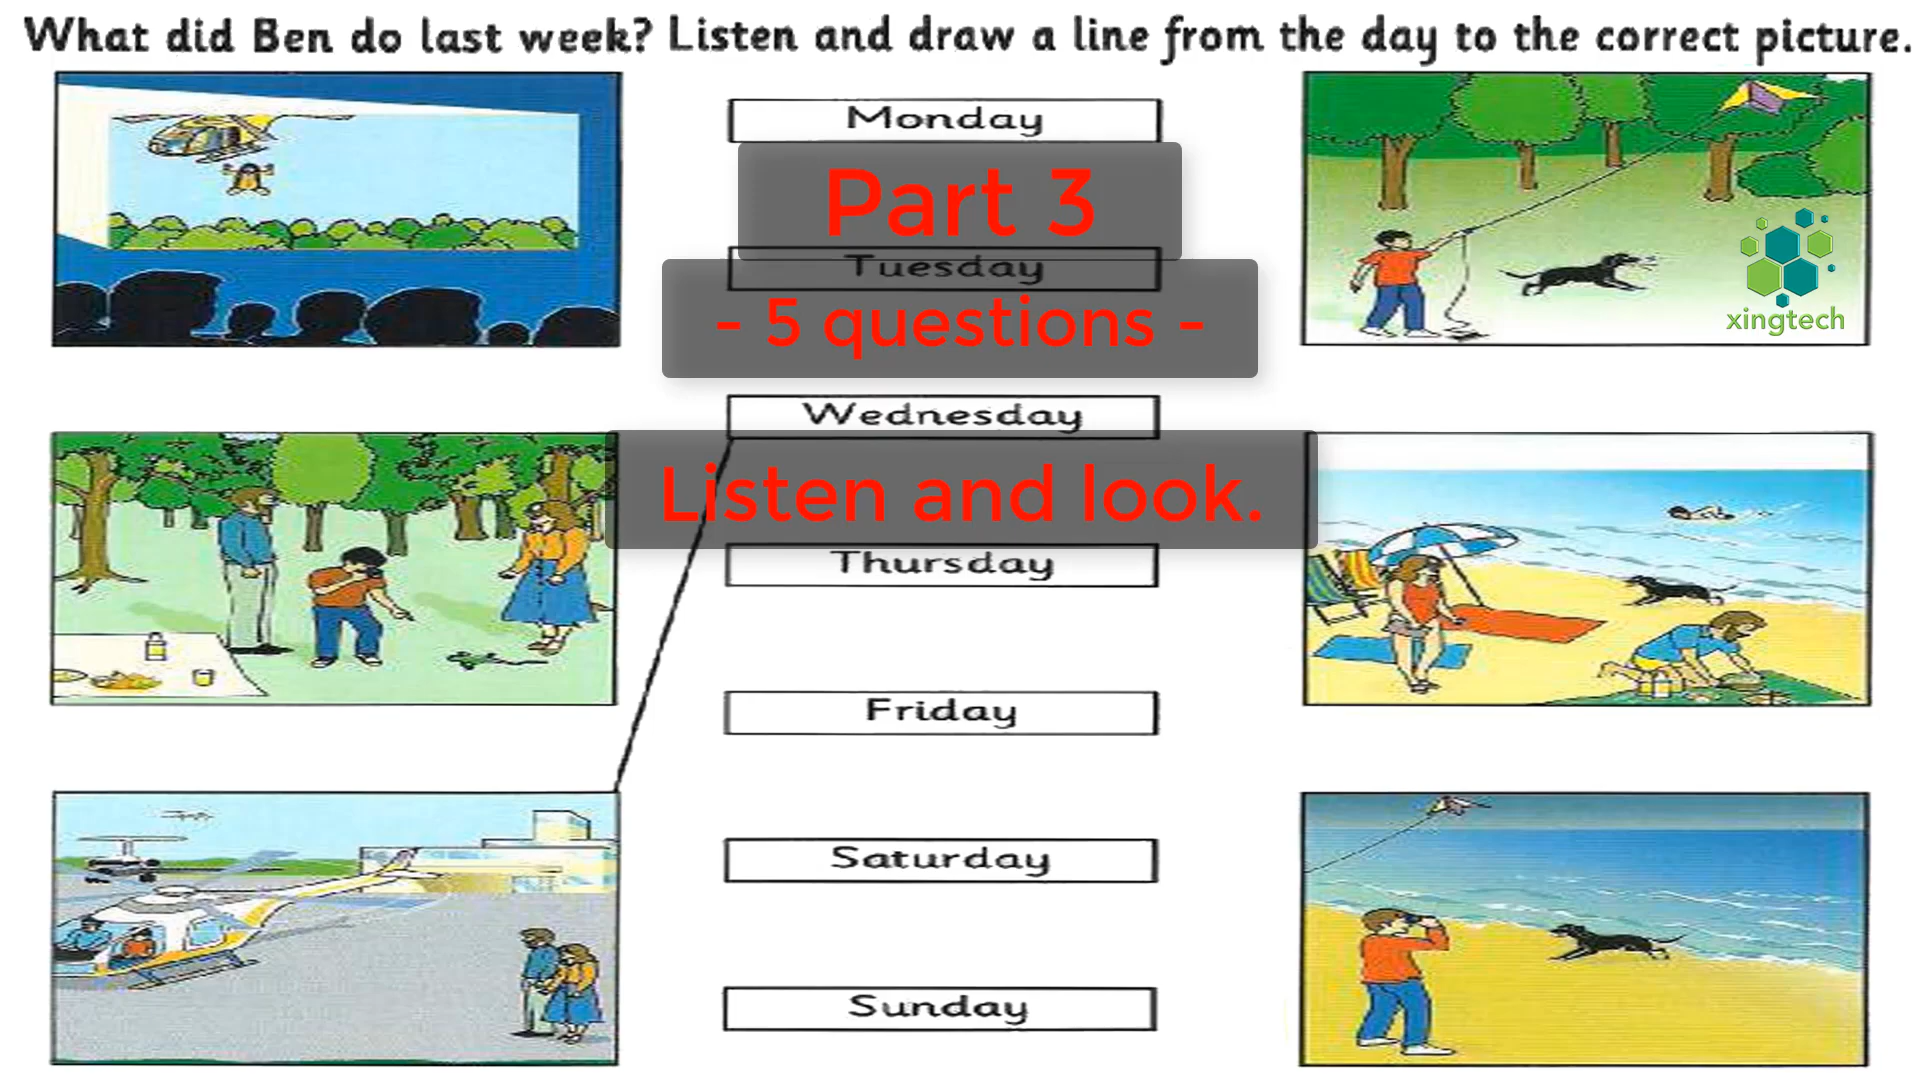 What did Ben do last week? Listen and draw a line from the day to the correct picture.
Monday
Part 3
Tuesday
- 5 questions -
xingtech
Wednesday
Listen and look.
Thursday
Friday
Saturday
Sunday